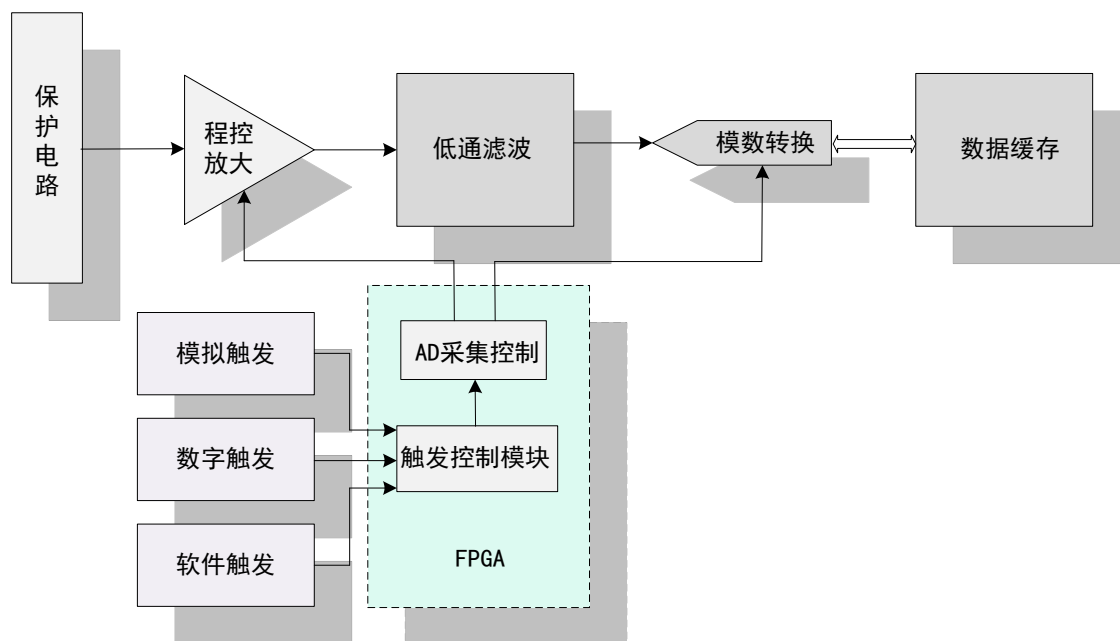 保
护
电
路
程控
放大
低通滤波
模数转换
数据缓存
模拟触发
AD采集控制
数字触发
触发控制模块
软件触发
FPGA